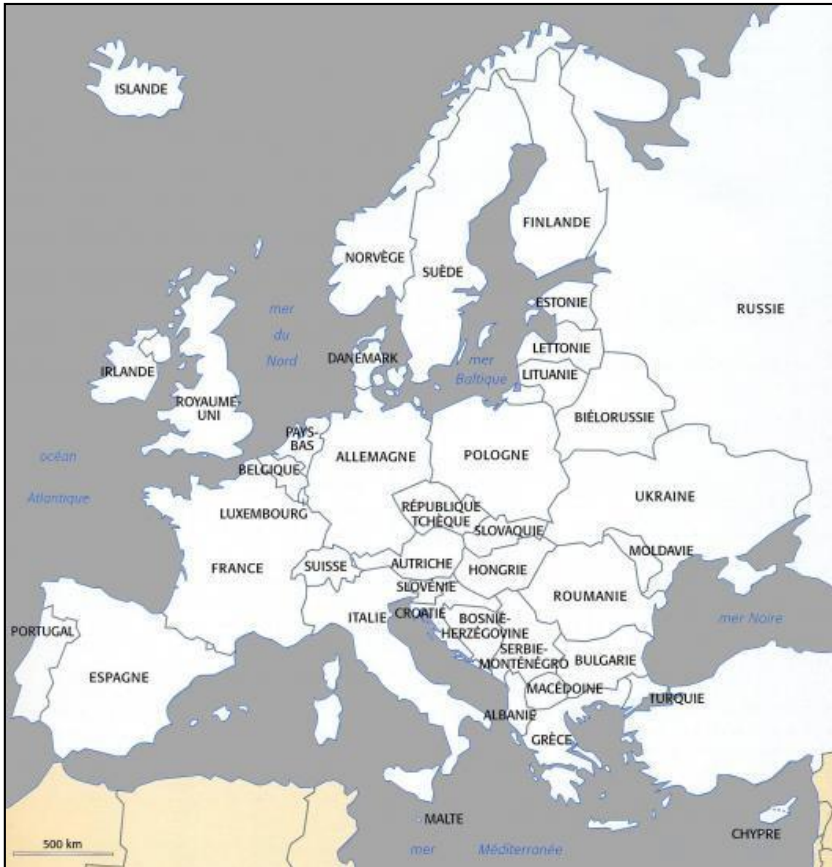 ISLANDE
NORVÈGE
SUÈDE
FINLANDE
RUSSIE
ESTONIE
LETTONIE
LITUANIE
mer
du
Nord
DANEMARK
mer
Baltique
IRLANDE
ROYAUME-
UNI
BIÉLORUSSIE
PAYS-
BAS
BELGIQUE
ALLEMAGNE
POLOGNE
océan
Atlantique
UKRAINE
LUXEMBOURG
RÉPUBLIQUE
TCHÈQUE
SLOVAQUIE
FRANCE
SUISSE
AUTRICHE
HONGRIE
MOLDAVIE
SLOVÉNIE
ROUMANIE
ITALIE
CROATIE
BOSNIE-
HERZÉGOVINE
mer Noire
PORTUGAL
ESPAGNE
SERBIE-
MONTÉNÉGRO
BULGARIE
MACÉDOINE
TURQUIE
ALBANIE
GRÈCE
MALTE
CHYPRE
mer Méditerranée
500 km